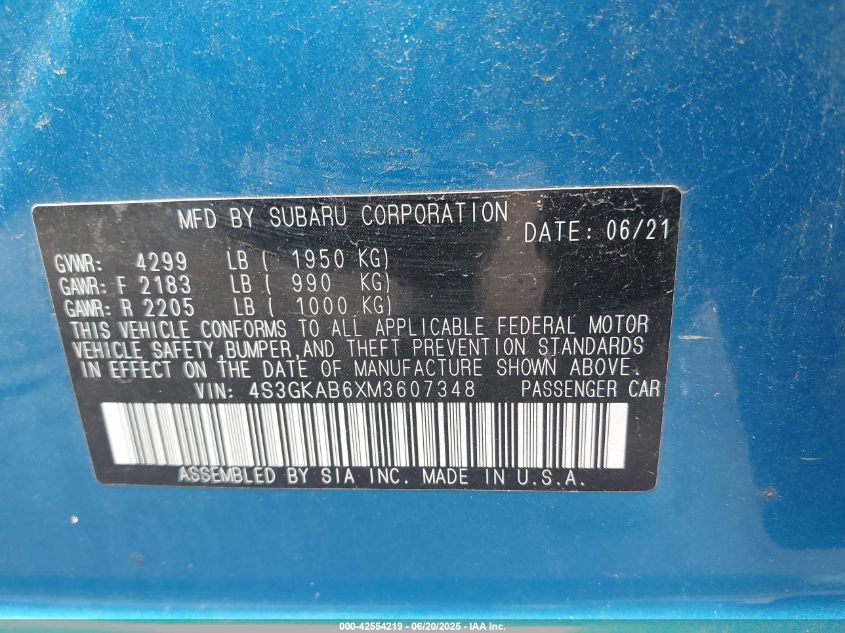 MFD BY SUBARU CORPORATION DATE: 06/21
GVWR: 4299 LB ( 1950 KG)
GAWR: F 2183 LB ( 990 KG)
GAWR: R 2205 LB ( 1000 KG)
THIS VEHICLE CONFORMS TO ALL APPLICABLE FEDERAL MOTOR
VEHICLE SAFETY,BUMPER,AND THEFT PREVENTION STANDARDS
IN EFFECT ON THE DATE OF MANUFACTURE SHOWN ABOVE.
VIN: 4S3GKAB6XM3607348 PASSENGER CAR
ASSEMBLED BY SIA INC. MADE IN U.S.A.
000-42554219 - 06/20/2025 - IAA Inc.